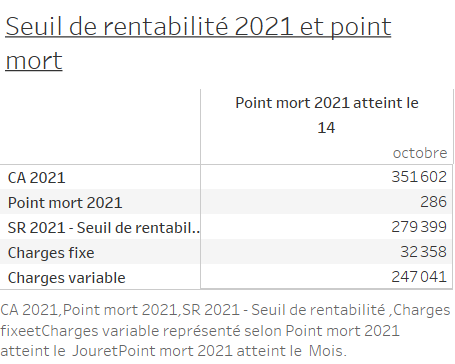 Seuil de rentabilité 2021 et point
mort
Point mort 2021 atteint le
14
octobre
CA 2021 351 602
Point mort 2021 286
SR 2021 - Seuil de rentabil.. 279 399
Charges fixe 32 358
Charges variable 247 041
CA 2021,Point mort 2021,SR 2021 - Seuil de rentabilité ,Charges
fixeetCharges variable représenté selon Point mort 2021
atteint le JouretPoint mort 2021 atteint le Mois.